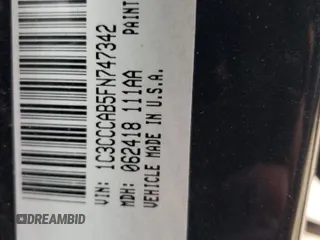 VIN: 1C3CCCAB5FN747342
MDH: 062418 111AA
VEHICLE MADE IN U.S.A.
PAINT
DREAMBID